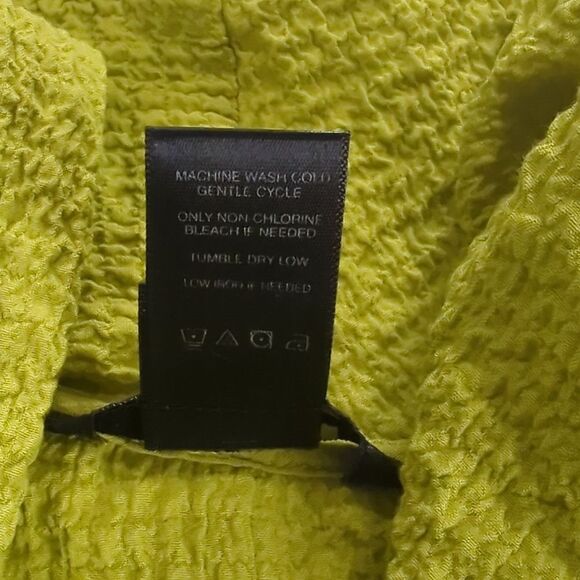 MACHINE WASH COLD
GENTLE CYCLE
ONLY NON CHLORINE
BLEACH IF NEEDED
TUMBLE DRY LOW
LOW IRON IF NEEDED